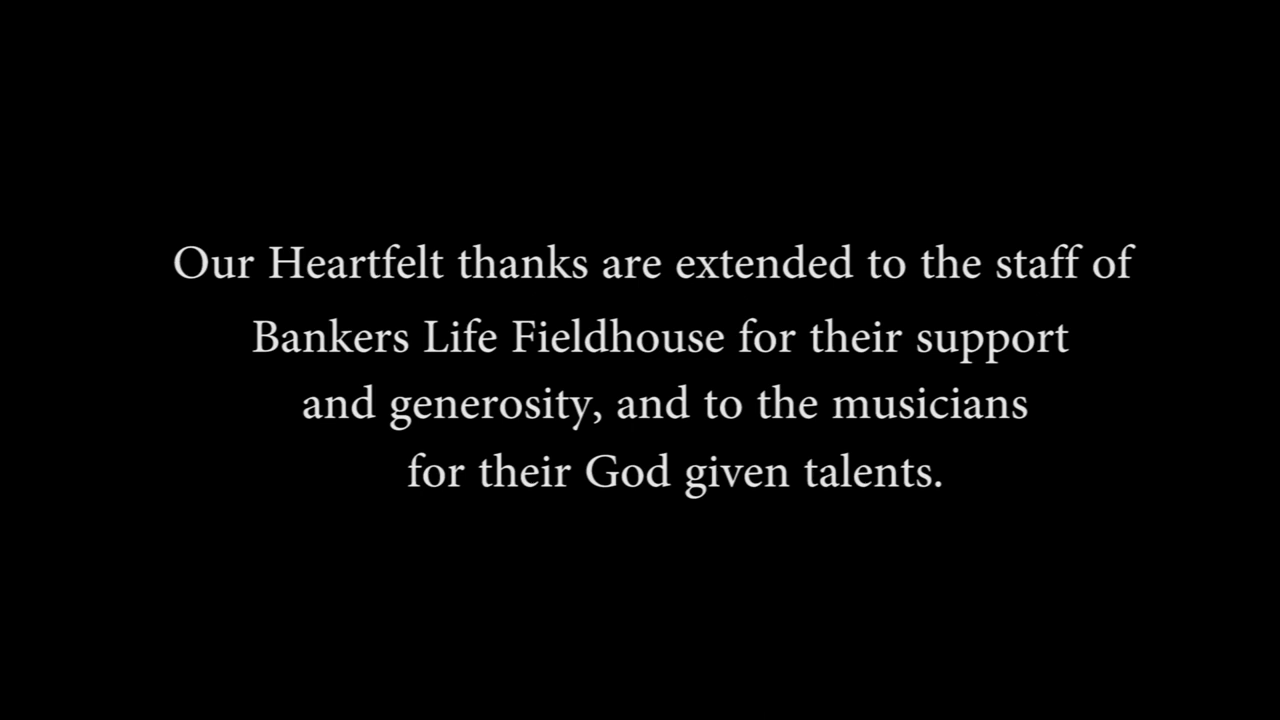 Our Heartfelt thanks are extended to the staff of
Bankers Life Fieldhouse for their support
and generosity, and to the musicians
for their God given talents.